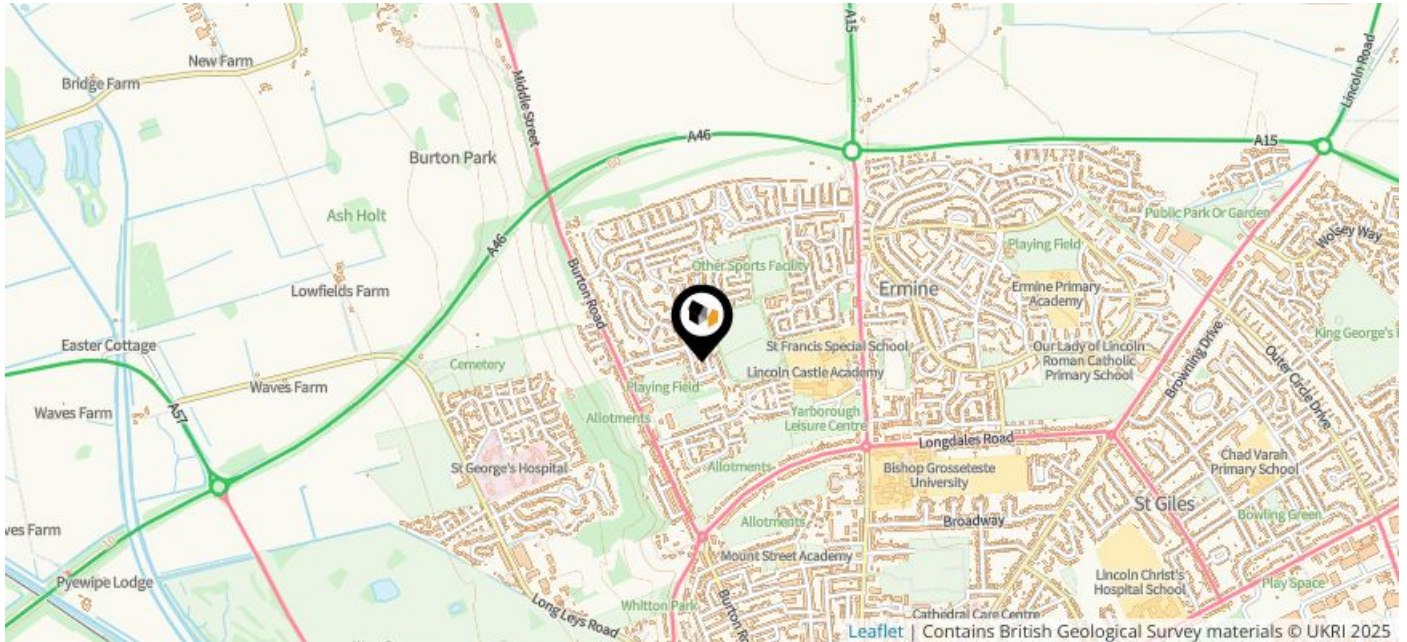 New Farm
Bridge Farm
Middle Street
A15
Lincoln Road
A46
A15
Burton Park
Ash Holt
Public Park Or Garden
Wolsey Way
Playing Field
A46
Other Sports Facility
Burton Road
Lowfields Farm
Ermine
Ermine Primary
Academy
Easter Cottage
St Francis Special School
Our Lady of Lincoln
Roman Catholic
Primary School
Browning Drive
Outer Circle Drive
Cemetery
Lincoln Castle Academy
Waves Farm
Playing Field
A57
Waves Farm
Allotments
Yarborough
Leisure Centre
Longdales Road
St George's Hospital
Allotments
Bishop Grosseteste
University
Chad Varah
Primary School
St Giles
Allotments
Broadway
Bowling Green
Mount Street Academy
Pyewipe Lodge
Lincoln Christ's
Hospital School
Play Space
Long Leys Road
Whitton Park
Cathedral Care Centre
Leaflet | Contains British Geological Survey materials © UKRI 2025